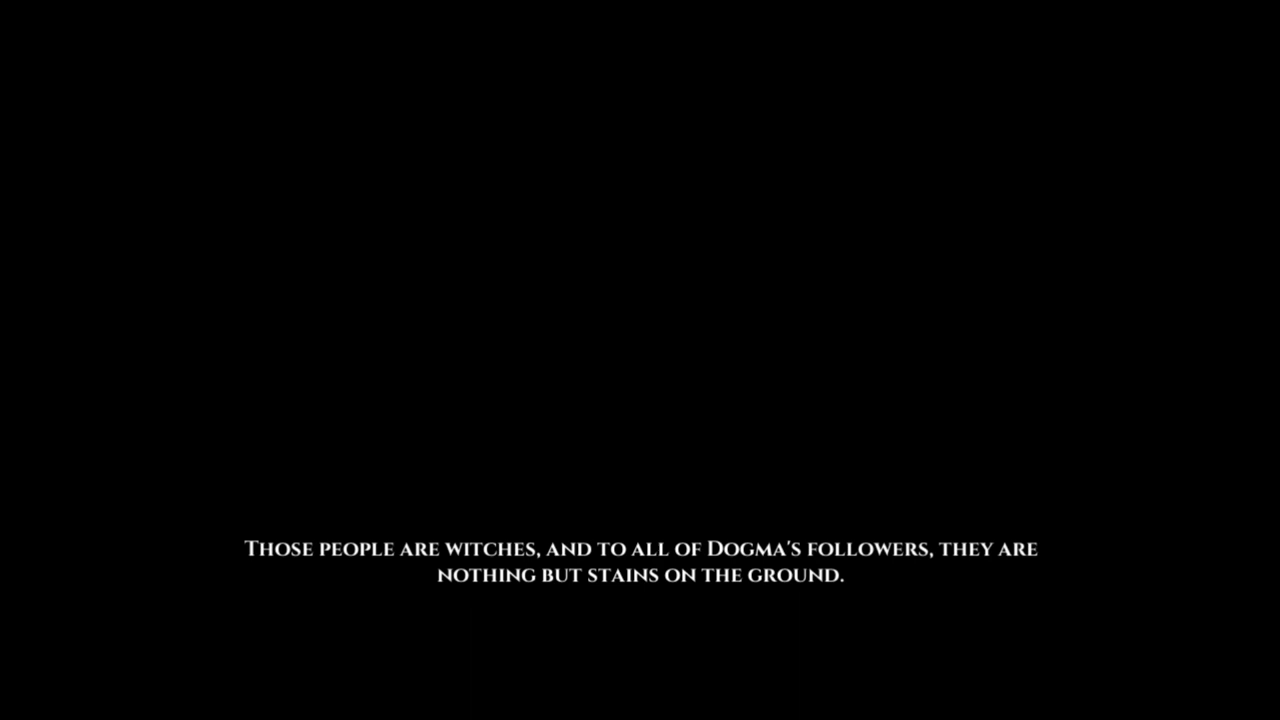 Those people are witches, and to all of Dogma's followers, they are
nothing but stains on the ground.